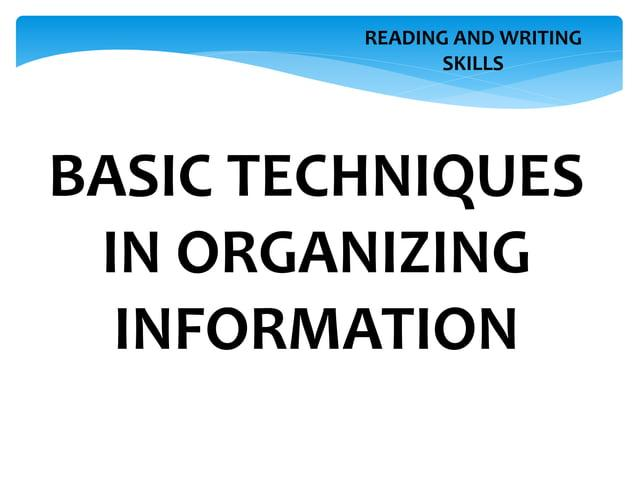 READING AND WRITING
SKILLS
BASIC TECHNIQUES
IN ORGANIZING
INFORMATION